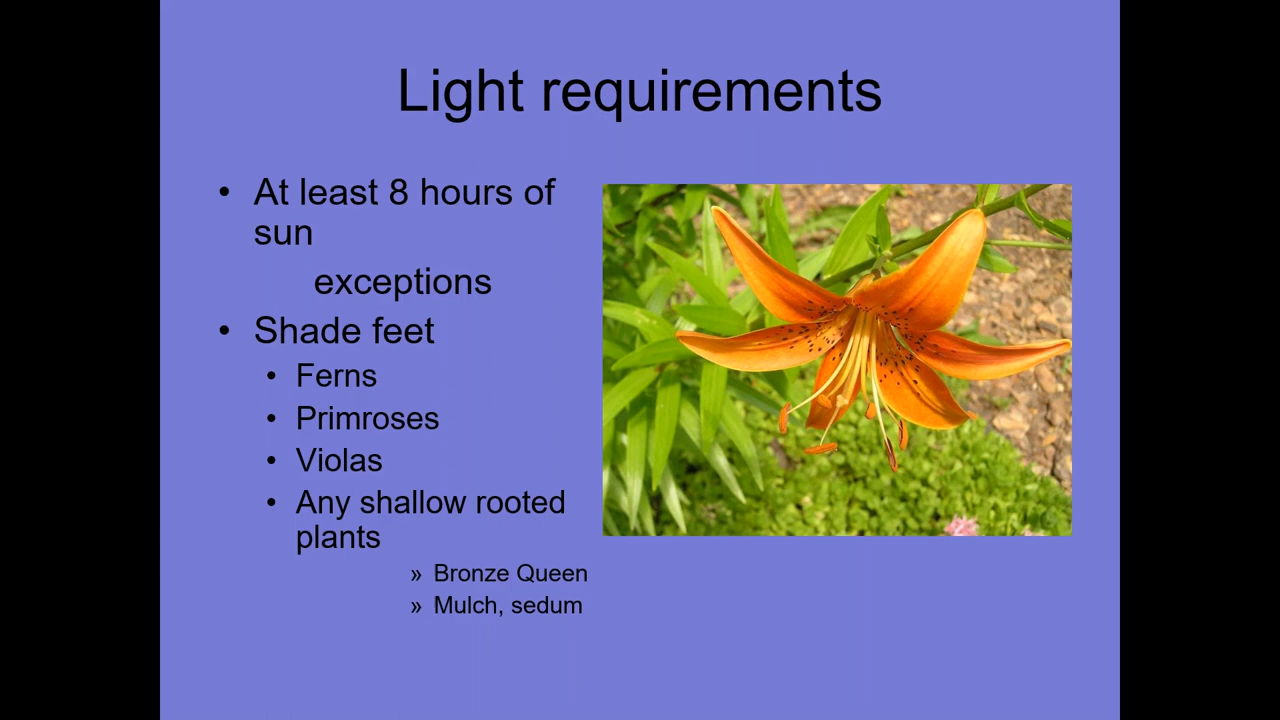 Light requirements
• At least 8 hours of
sun
exceptions
• Shade feet
• Ferns
• Primroses
• Violas
• Any shallow rooted
plants
» Bronze Queen
» Mulch, sedum